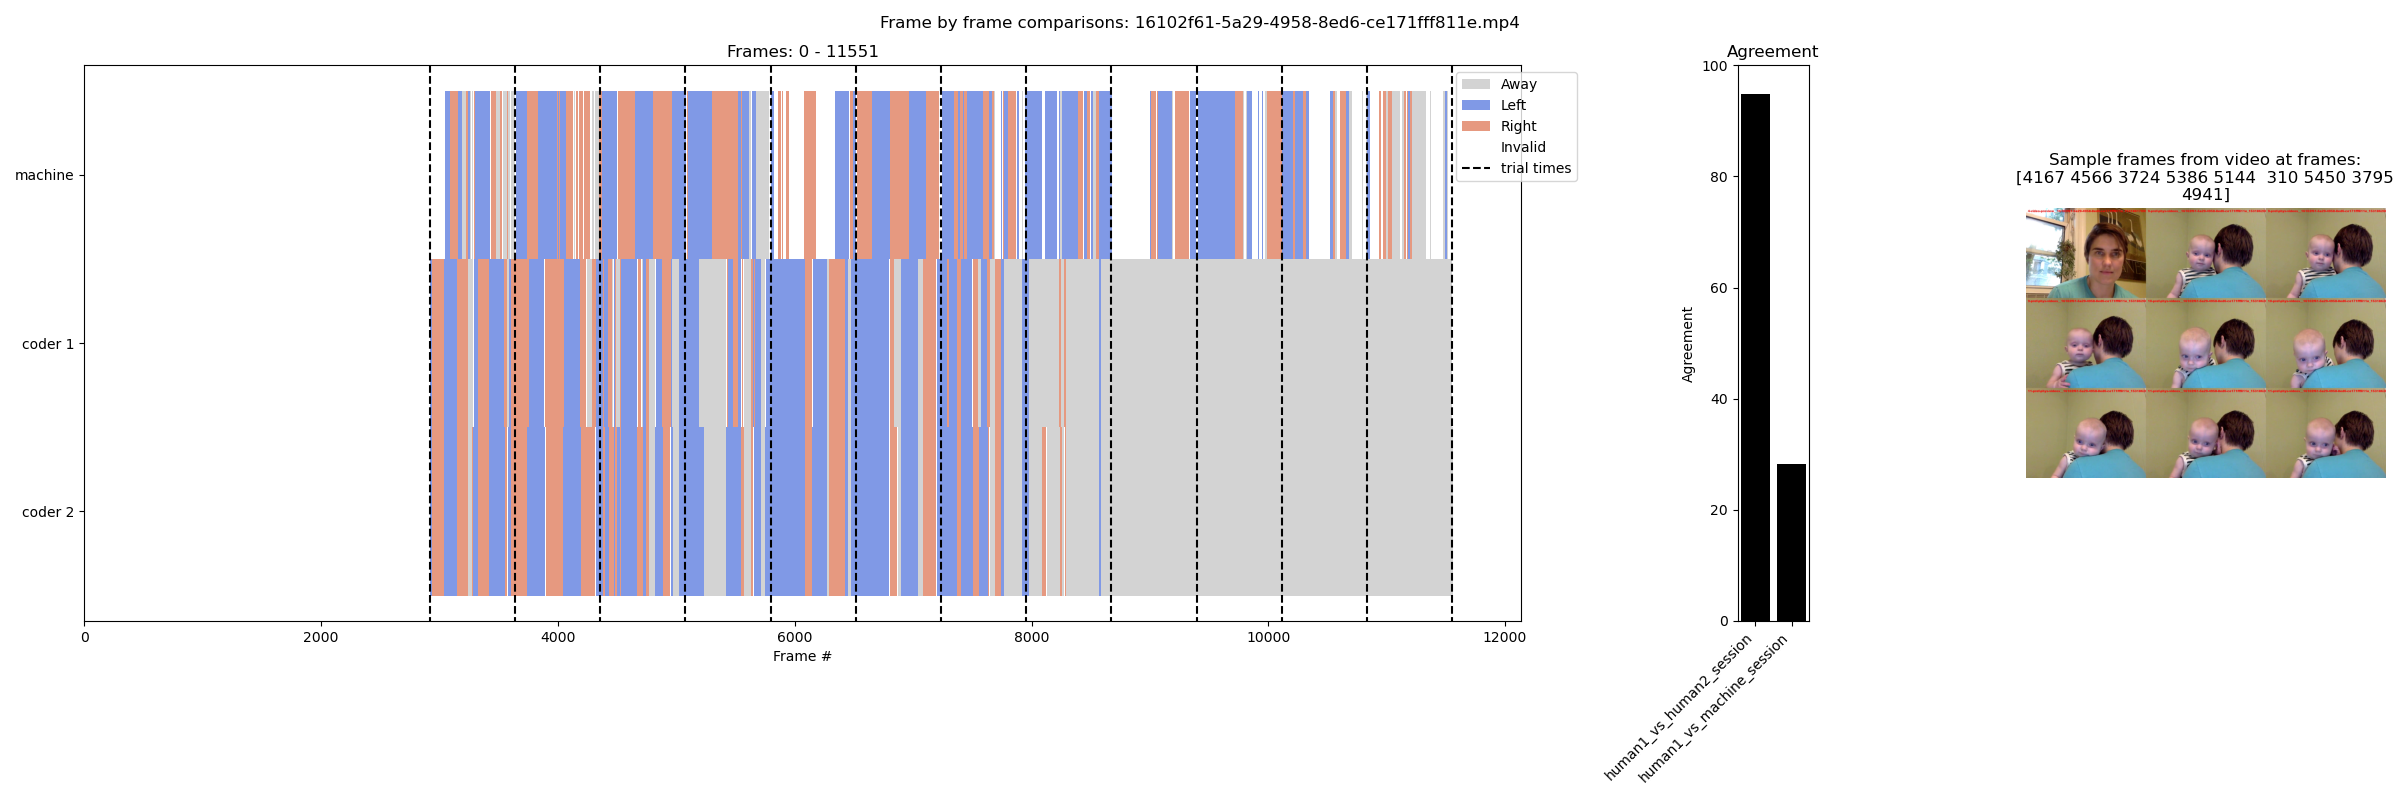 Frame by frame comparisons: 16102f61-5a29-4958-8ed6-ce171fff811e.mp4
Frames: 0 - 11551
machine
coder 1
coder 2
0
2000
4000
6000
8000
10000
12000
Frame #
Away
Left
Right
Invalid
trial times
Agreement
100
80
60
40
20
0
Agreement
human1_vs_human2_session
human1_vs_machine_session
Sample frames from video at frames:
[4167 4566 3724 5386 5144  310 5450 3795
4941]